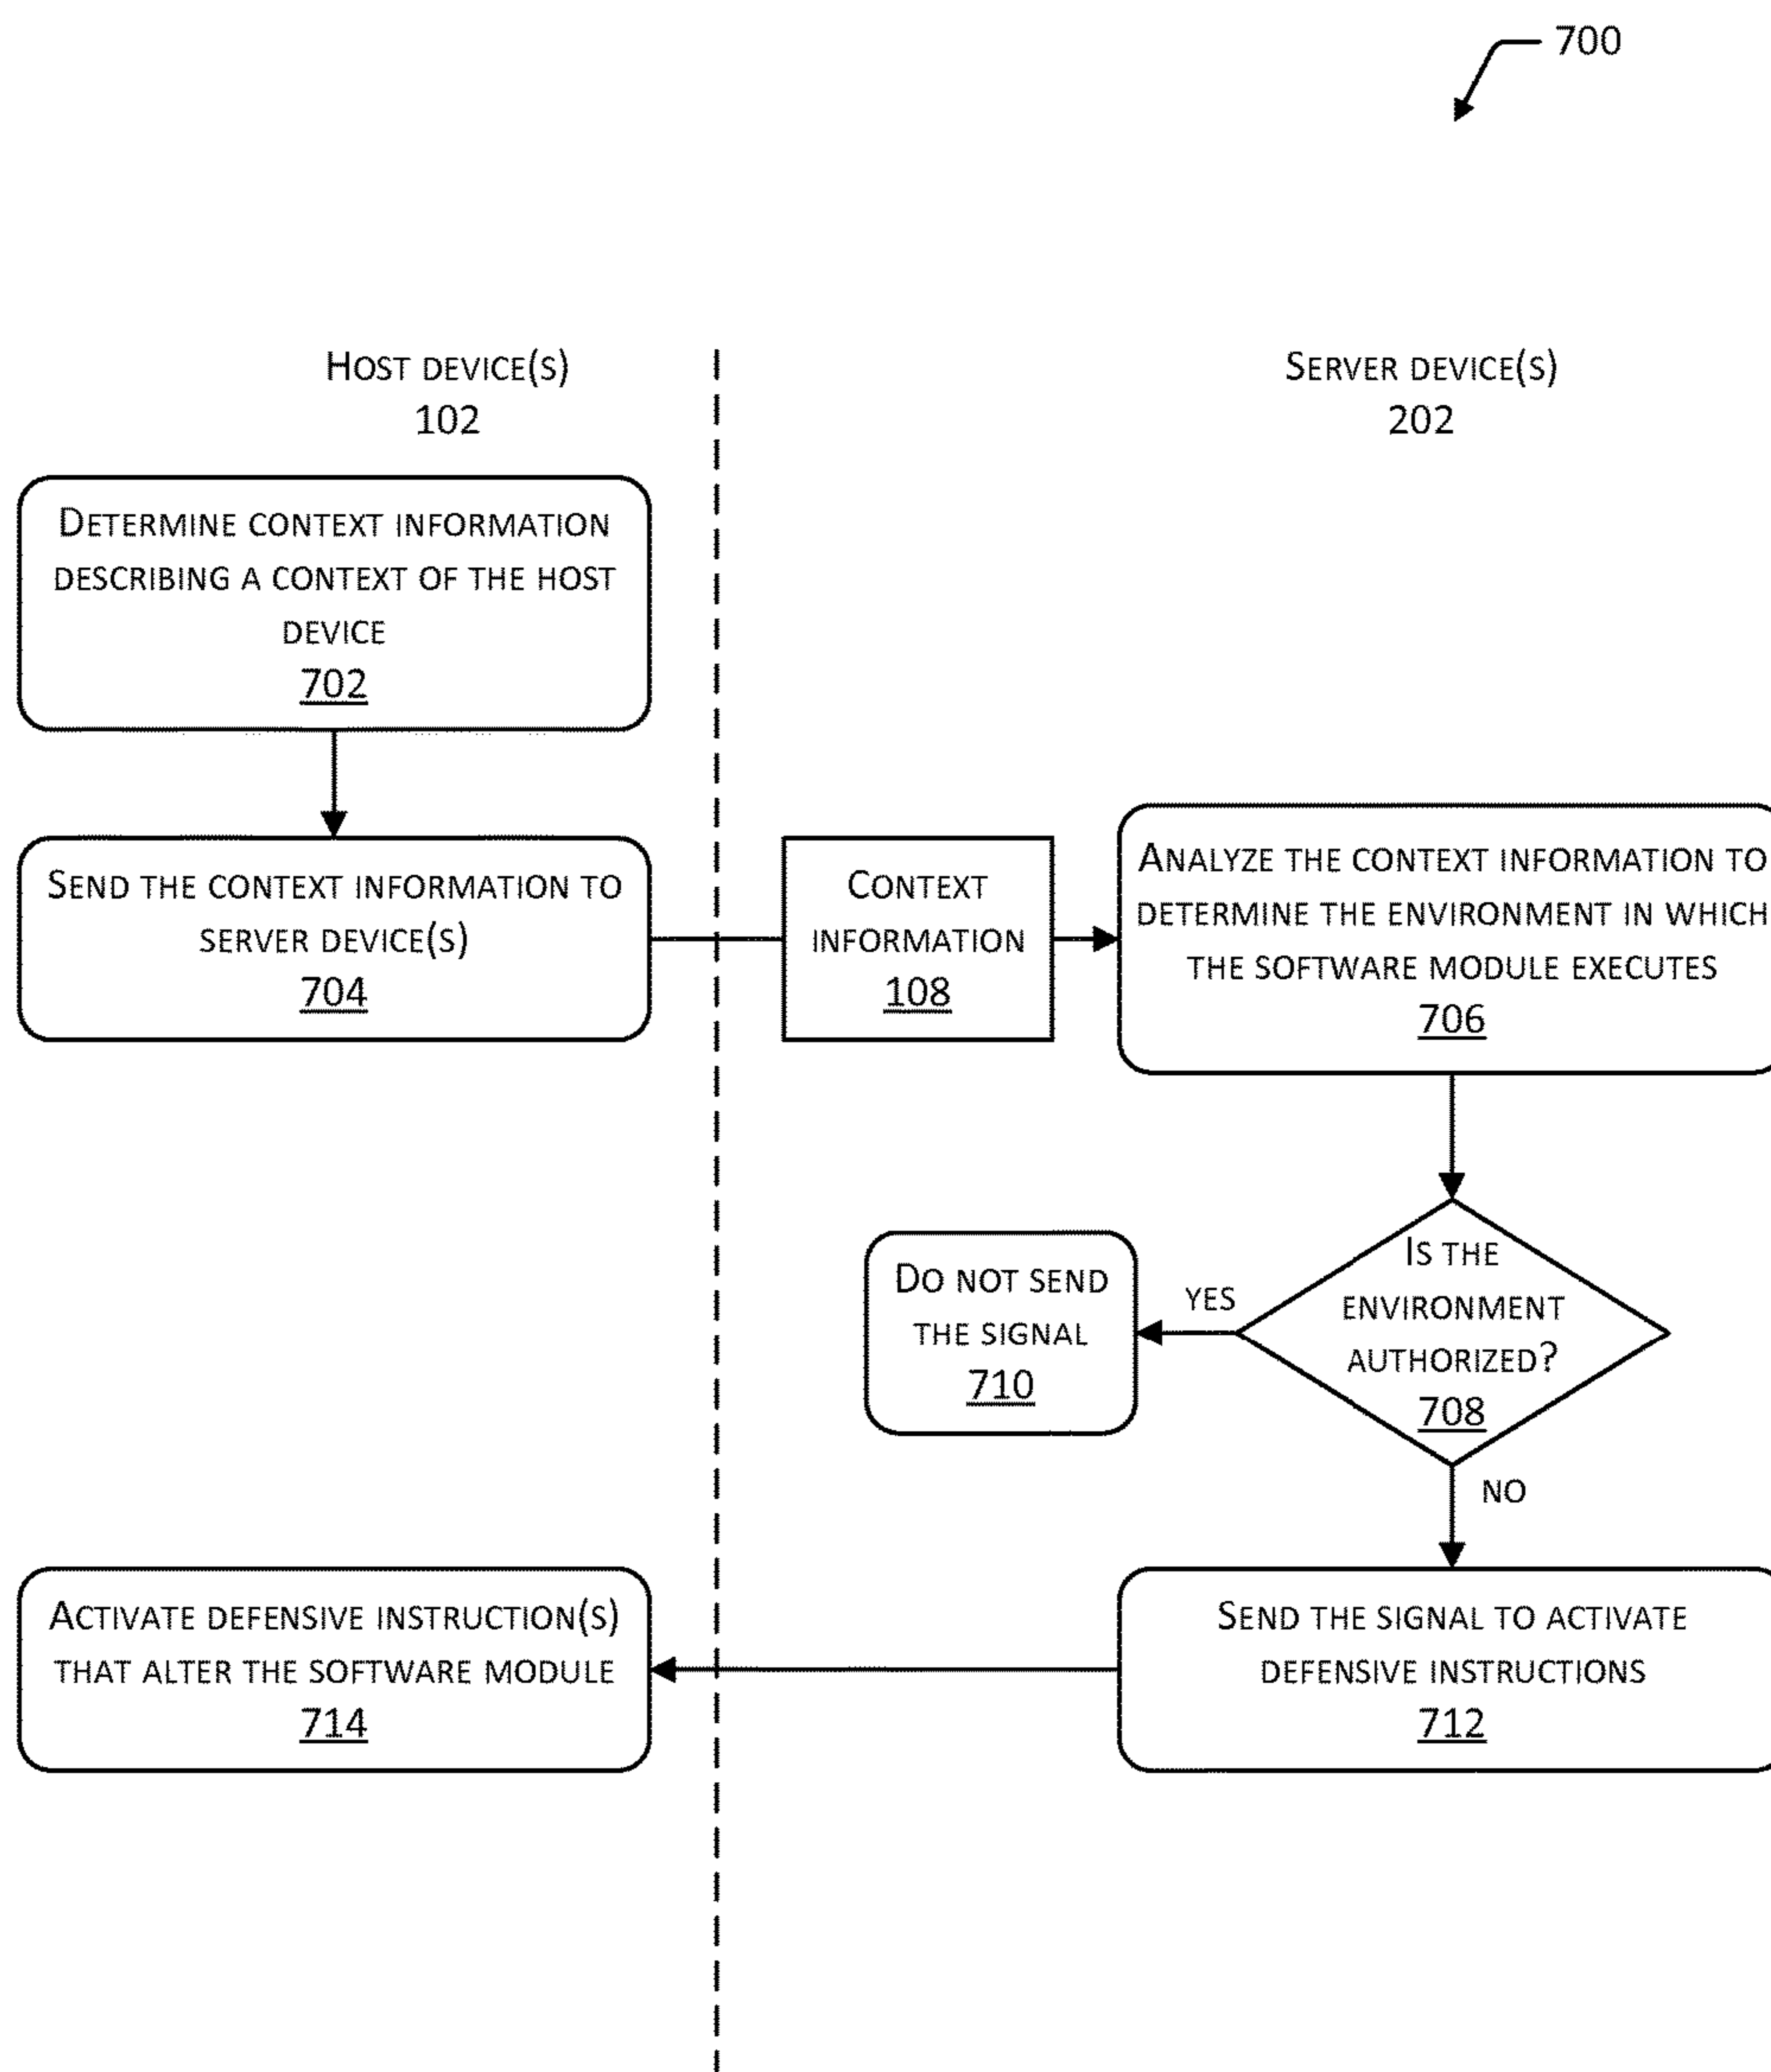 700
Host device(s)
102
Server device(s)
202
Determine context information
describing a context of the host
device
702
Send the context information to
server device(s)
704
Context
information
108
Analyze the context information to
determine the environment in which
the software module executes
706
Is the
environment
authorized?
708
yes
Do not send
the signal
710
no
Send the signal to activate
defensive instructions
712
Activate defensive instruction(s)
that alter the software module
714